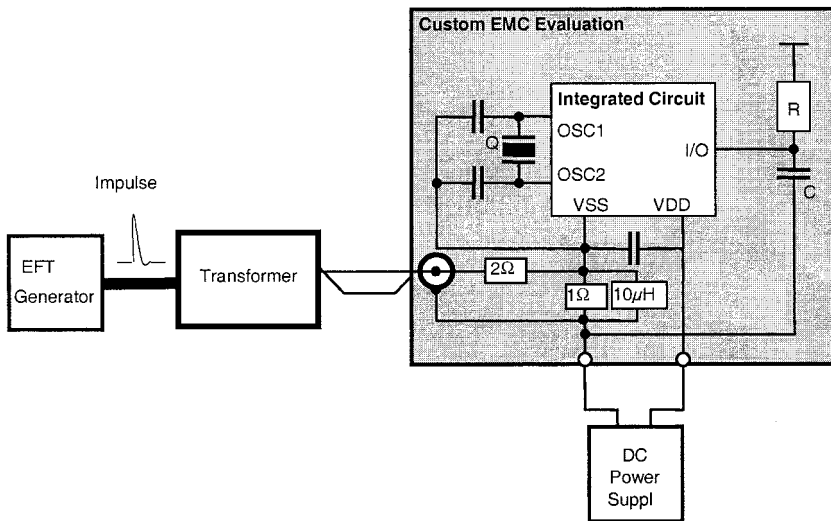 Custom EMC Evaluation
Integrated Circuit
OSC1
Q
OSC2
I/O
R
C
VSS
VDD
Impulse
EFT
Generator
Transformer
2Ω
1Ω
10µH
DC
Power
Suppl